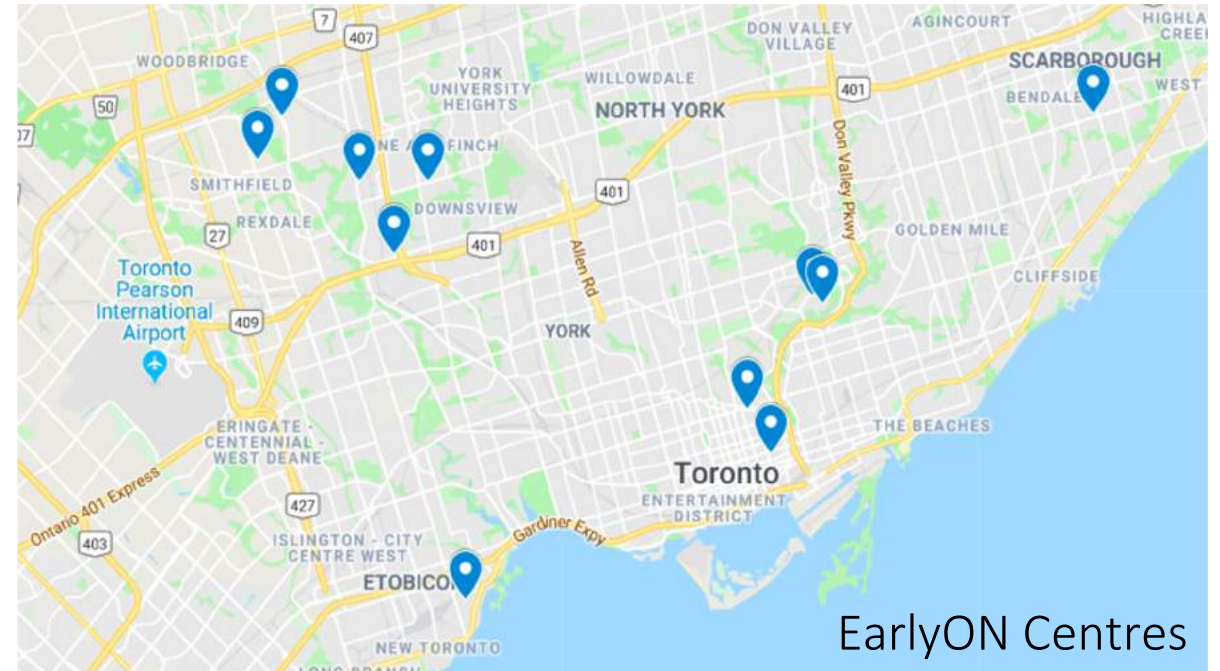 7
407
WOODBRIDGE
50
YORK
UNIVERSITY
HEIGHTS
WILLOWDALE
NORTH YORK
DON VALLEY
VILLAGE
AGINCOURT
SCARBOROUGH
BENDALE
WEST
401
Don Valley Pkwy
FINCH
SMITHFIELD
REXDALE
DOWNSVIEW
27
401
401
Allen Rd
GOLDEN MILE
CLIFFSIDE
Toronto
Pearson
International
Airport
409
YORK
ERINGATE -
CENTENNIAL -
WEST DEANE
THE BEACHES
Toronto
ENTERTAINMENT
DISTRICT
Ontario 401 Express
427
403
Gardiner Expy
ISLINGTON - CITY
CENTRE WEST
NEW TORONTO
EarlyON Centres